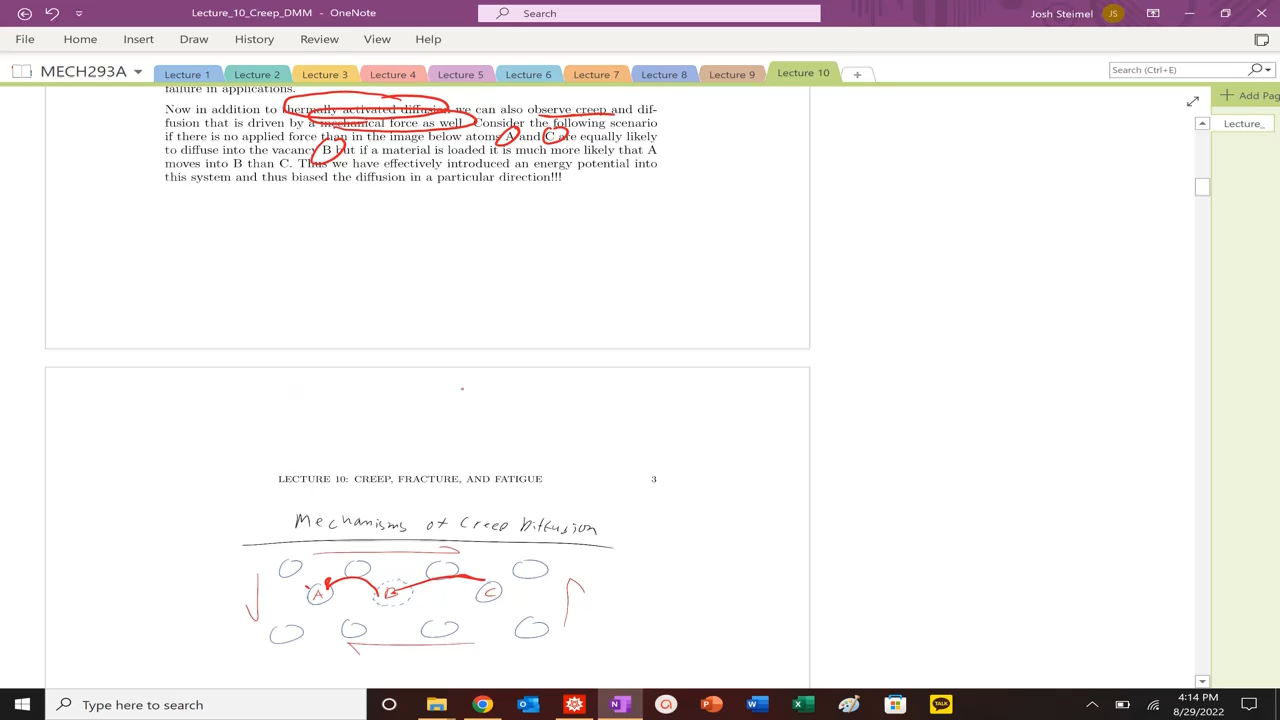 Lecture_10_Creep_DMM - OneNote
Search
Josh Steimel
JS
File Home Insert Draw History Review View Help
MECH293A
Lecture 1 Lecture 2 Lecture 3 Lecture 4 Lecture 5 Lecture 6 Lecture 7 Lecture 8 Lecture 9 Lecture 10
Search (Ctrl+E)
Add Pag
Lecture_
failure in applications.
Now in addition to thermally activated diffusion we can also observe creep and dif-
fusion that is driven by a mechanical force as well. Consider the following scenario
if there is no applied force than in the image below atoms A and C are equally likely
to diffuse into the vacancy B but if a material is loaded it is much more likely that A
moves into B than C. Thus we have effectively introduced an energy potential into
this system and thus biased the diffusion in a particular direction!!!
LECTURE 10: CREEP, FRACTURE, AND FATIGUE 3
Mechanisms of Creep Diffusion
A B C
Type here to search
TALK
4:14 PM
8/29/2022